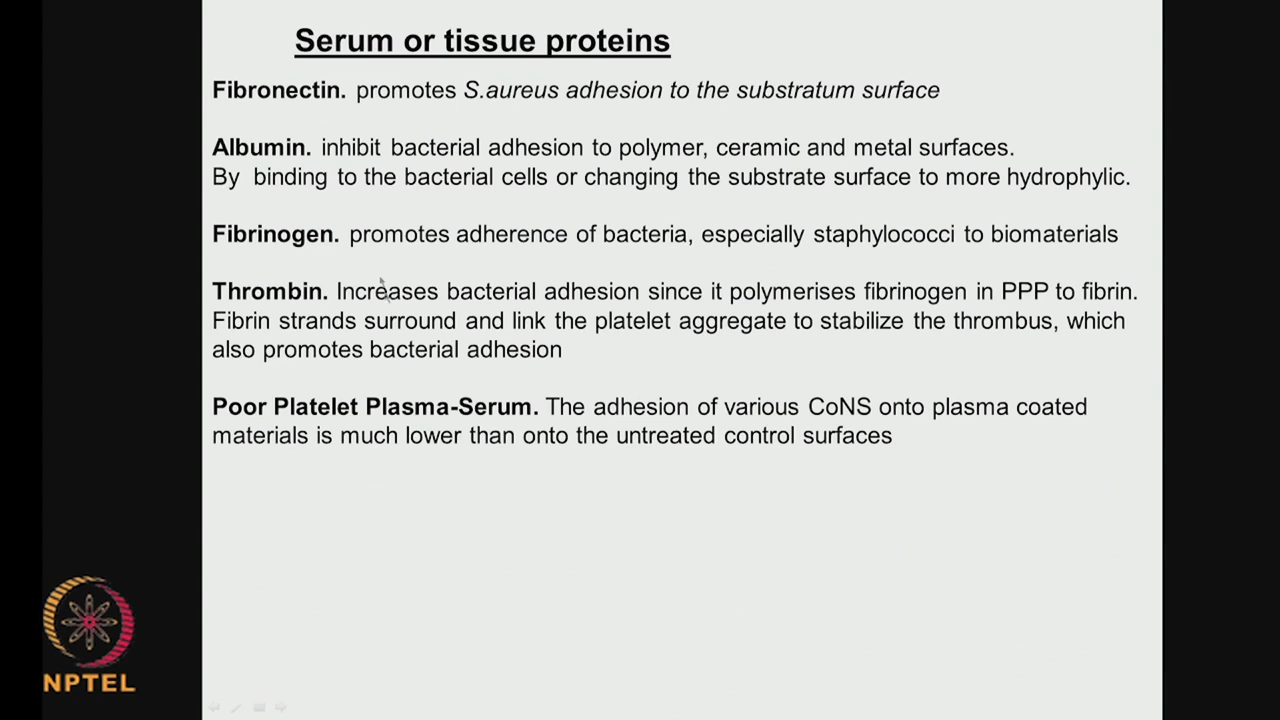 Serum or tissue proteins
Fibronectin. promotes S.aureus adhesion to the substratum surface
Albumin. inhibit bacterial adhesion to polymer, ceramic and metal surfaces.
By binding to the bacterial cells or changing the substrate surface to more hydrophylic.
Fibrinogen. promotes adherence of bacteria, especially staphylococci to biomaterials
Thrombin. Increases bacterial adhesion since it polymerises fibrinogen in PPP to fibrin.
Fibrin strands surround and link the platelet aggregate to stabilize the thrombus, which
also promotes bacterial adhesion
Poor Platelet Plasma-Serum. The adhesion of various CoNS onto plasma coated
materials is much lower than onto the untreated control surfaces
NPTEL